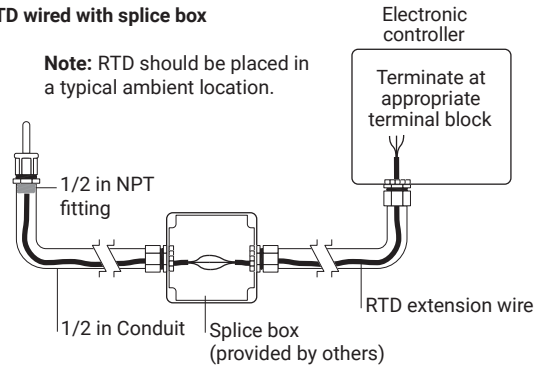 TD wired with splice box
Note: RTD should be placed in
a typical ambient location.
Electronic
controller
Terminate at
appropriate
terminal block
1/2 in NPT
fitting
1/2 in Conduit
Splice box
(provided by others)
RTD extension wire